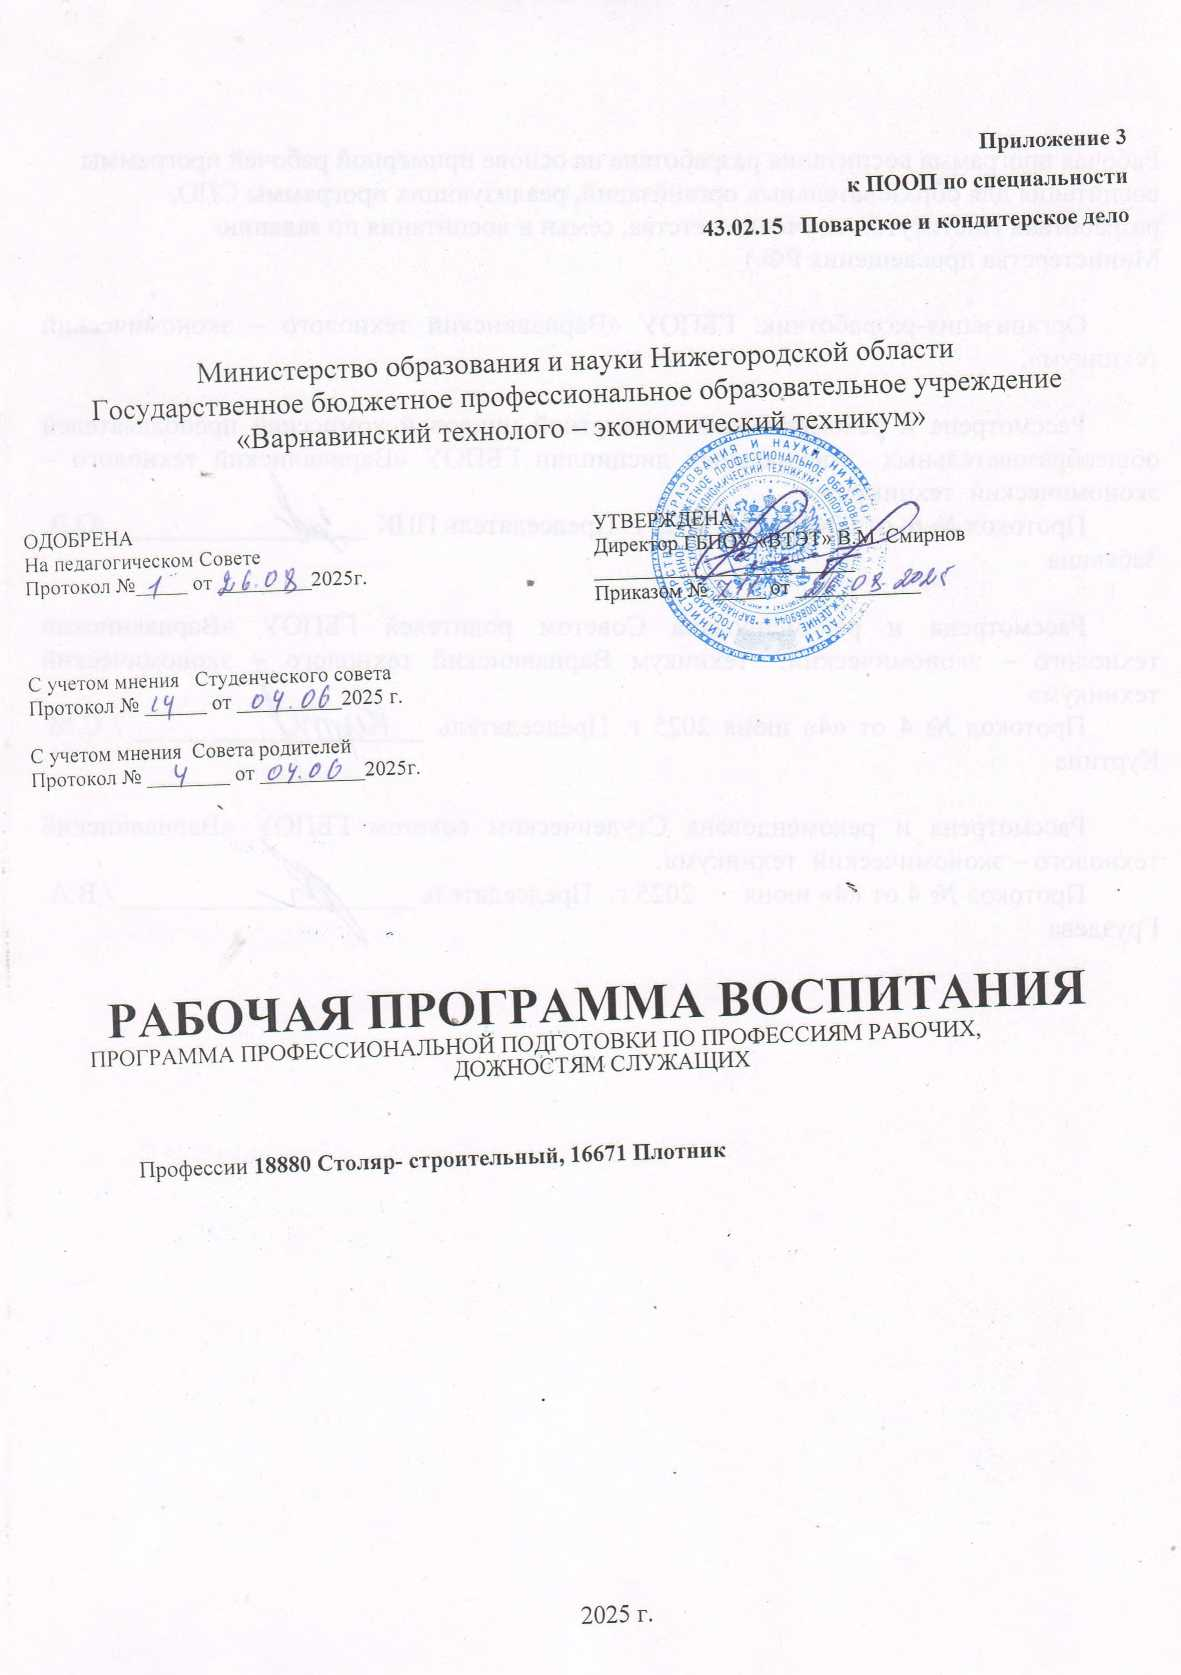 Приложение 3
к ПООП по специальности
43.02.15 Поварское и кондитерское дело
Министерство образования и науки Нижегородской области
Государственное бюджетное профессиональное образовательное учреждение
«Варнавинский технолого – экономический техникум»
ОДОБРЕНА
На педагогическом Совете
Протокол № 1 от 26.08 2025г.
УТВЕРЖДЕНА
Директор ГБПОУ «ВТЭТ» В.М. Смирнов
Приказом № от 26.08.2025
С учетом мнения Студенческого совета
Протокол № 14 от 04.06 2025 г.
С учетом мнения Совета родителей
Протокол № 4 от 04.06 2025г.
РАБОЧАЯ ПРОГРАММА ВОСПИТАНИЯ
ПРОГРАММА ПРОФЕССИОНАЛЬНОЙ ПОДГОТОВКИ ПО ПРОФЕССИЯМ РАБОЧИХ,
ДОЖНОСТЯМ СЛУЖАЩИХ
Профессии 18880 Столяр- строительный, 16671 Плотник
2025 г.